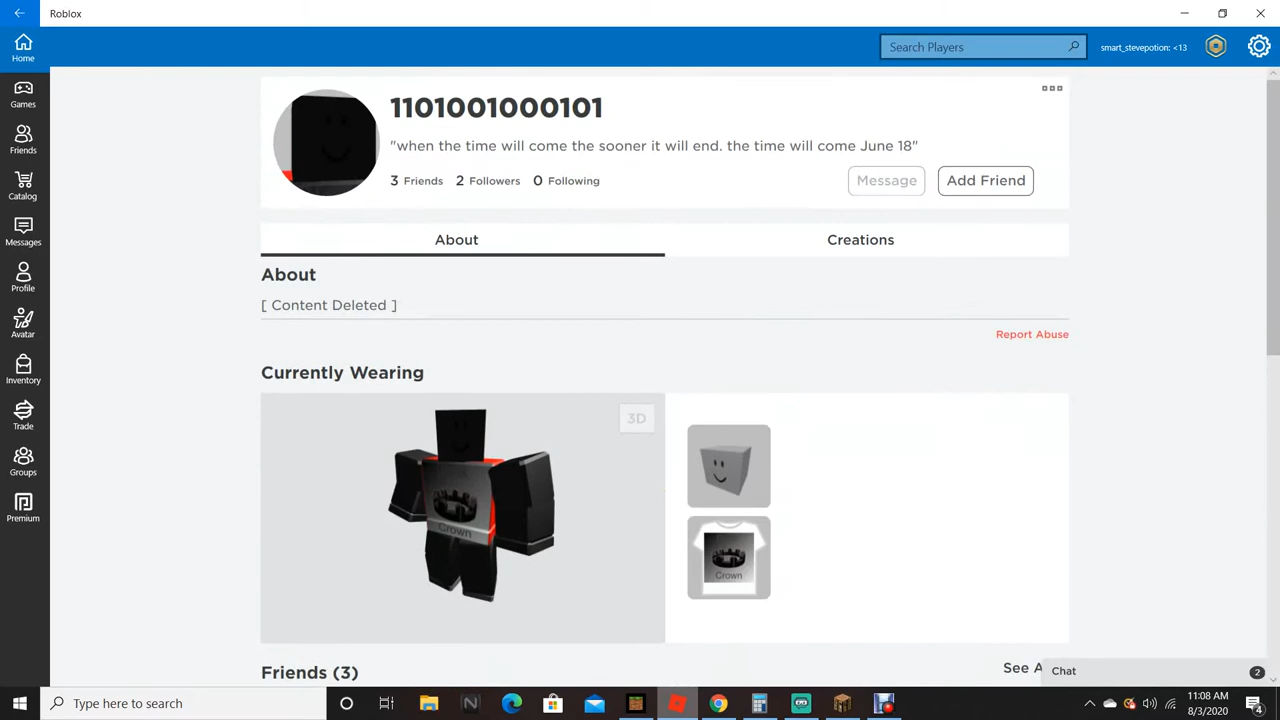 Roblox
Home
Search Players
smart_stevepotion: <13
Games
Friends
Catalog
Messages
Profile
Avatar
Inventory
Trade
Groups
Premium
1101001000101
"when the time will come the sooner it will end. the time will come June 18"
3 Friends 2 Followers 0 Following
Message
Add Friend
About
Creations
About
[ Content Deleted ]
Report Abuse
Currently Wearing
3D
Crown
Crown
Friends (3)
See A
Chat
2
Type here to search
11:08 AM
8/3/2020
4